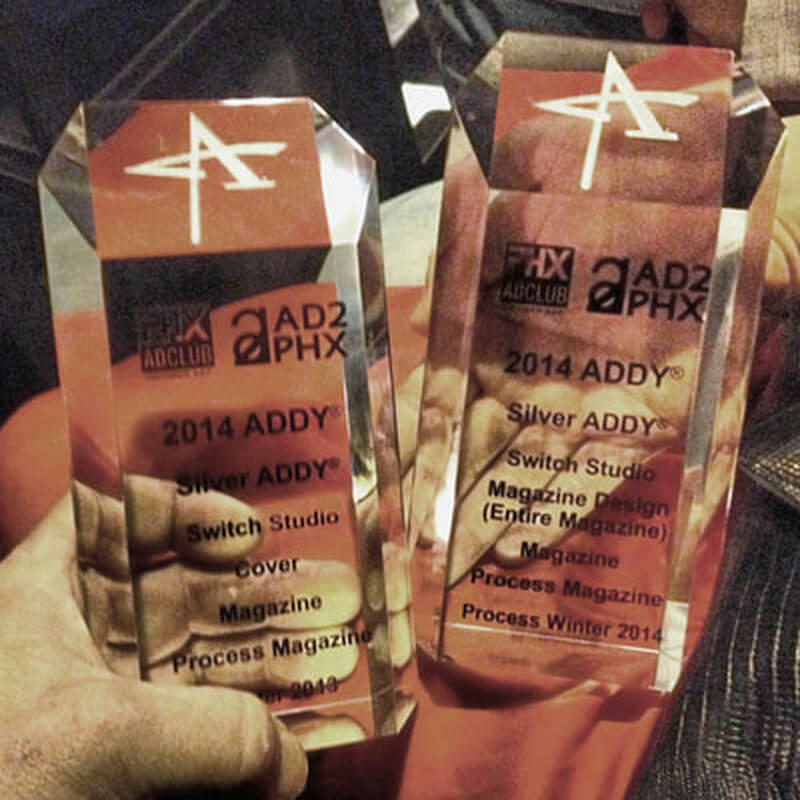 PHX
ADCLUB
AD2
PHX
2014 ADDY®
Silver ADDY®
Switch Studio
Cover
Magazine
Process Magazine
2013
PHX
ADCLUB
AD2
PHX
2014 ADDY®
Silver ADDY®
Switch Studio
Magazine Design
(Entire Magazine)
Magazine
Process Magazine
Process Winter 2014